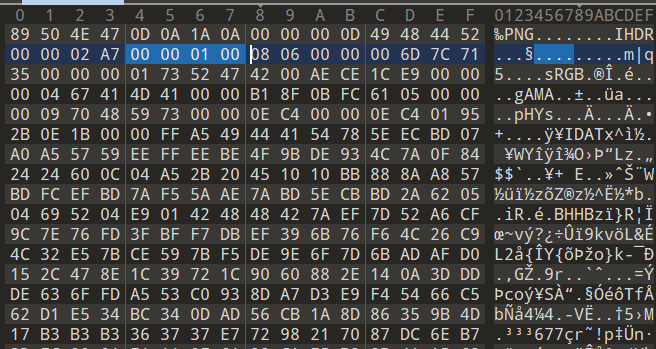 0 1 2 3 4 5 6 7 8 9 A B C D E F 0123456789ABCDEF
89 50 4E 47 0D 0A 1A 0A 00 00 00 0D 49 48 44 52 ‰PNG........IHDR
00 00 02 A7 00 00 01 00 08 06 00 00 00 6D 7C 71 ...§.........m|q
35 00 00 00 01 73 52 47 42 00 AE CE 1C E9 00 00 5....sRGB.®Î.é..
00 04 67 41 4D 41 00 00 B1 8F 0B FC 61 05 00 00 ..gAMA..±..üa...
00 09 70 48 59 73 00 00 0E C4 00 00 0E C4 01 95 ..pHYs...Ä...Ä.•
2B 0E 1B 00 00 FF A5 49 44 41 54 78 5E EC BD 07 +....ÿ¥IDATx^ì½.
A0 A5 57 59 EE FF EE BE 4F 9B DE 93 4C 7A 0F 84 ¥WYîÿî¾O›Þ“Lz.„
24 24 60 0C 04 A5 2B 20 45 10 10 BB 88 8A A8 57 $$`..¥+ E..»ˆŠ¨W
BD FC EF BD 7A F5 5A AE 7A BD 5E CB BD 2A 62 05 ½üï½zõZ®z½^Ë½*b.
04 69 52 04 E9 01 42 48 48 42 7A EF 7D 52 A6 CF .iR.é.BHHBzï}R¦Ï
9C 7E 76 FD 3F BF F7 DB EF 39 6B 76 F6 4C 26 C9 œ~vý?¿÷Ûï9kvöL&É
4C 32 E5 7B CE 59 7B F5 DE 9E 6F 7D 6B AD AF D0 L2å{ÎY{õÞžo}k-¯Ð
15 2C 47 8E 1C 39 72 1C 90 60 88 2E 14 0A 3D DD .,GŽ.9r..`ˆ...=Ý
DE 63 6F FD A5 53 C0 93 8D A7 D3 E9 F4 54 66 C5 Þcoý¥SÀ“.§ÓéôTfÅ
62 D1 E5 34 BC 34 0D AD 56 CB 1A 8D 86 35 9B 4D bÑå4¼4.-VË..†5›M
17 B3 B3 B3 36 37 37 E7 72 98 21 70 87 DC 6E B7 .³³³677çr˜!p‡Ün·